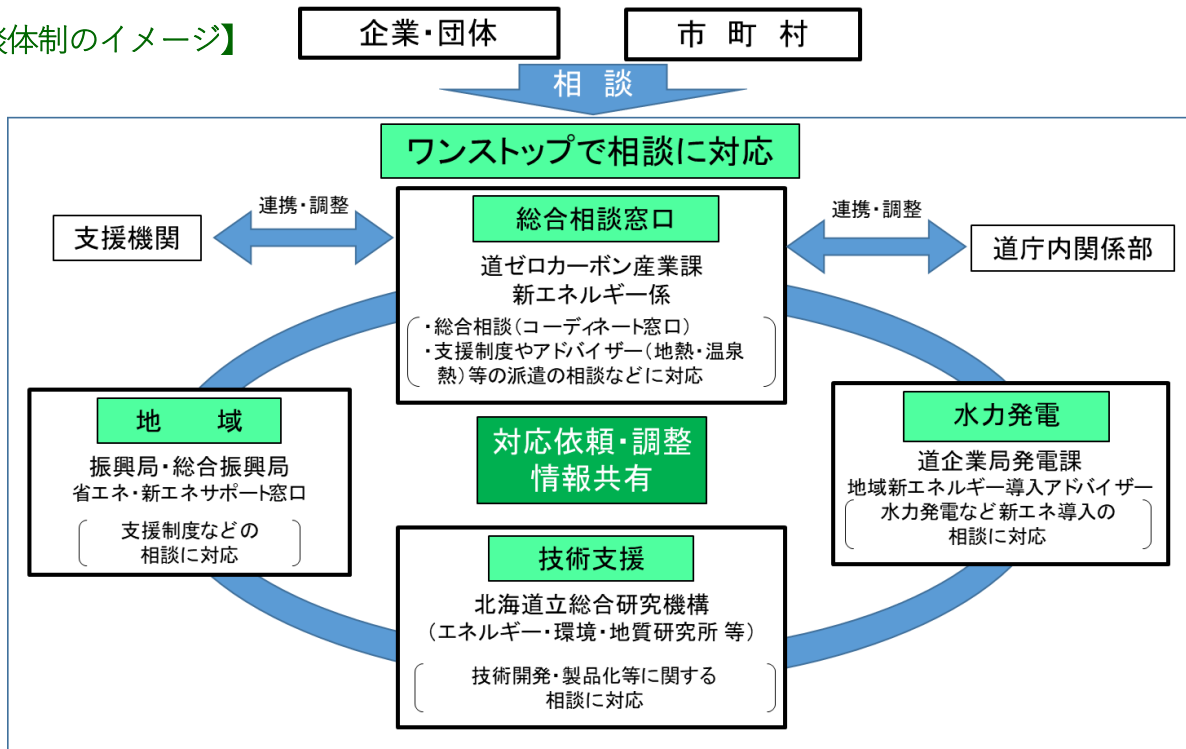 体制のイメージ】
企業・団体
市 町 村
相 談
ワンストップで相談に対応
連携・調整
支援機関
総合相談窓口
道ゼロカーボン産業課
新エネルギー係
・総合相談（コーディネート窓口）
・支援制度やアドバイザー（地熱・温泉
熱）等の派遣の相談などに対応
連携・調整
道庁内関係部
地 域
振興局・総合振興局
省エネ・新エネサポート窓口
支援制度などの
相談に対応
対応依頼・調整
情報共有
水力発電
道企業局発電課
地域新エネルギー導入アドバイザー
水力発電など新エネ導入の
相談に対応
技術支援
北海道立総合研究機構
（エネルギー・環境・地質研究所 等）
技術開発・製品化等に関する
相談に対応